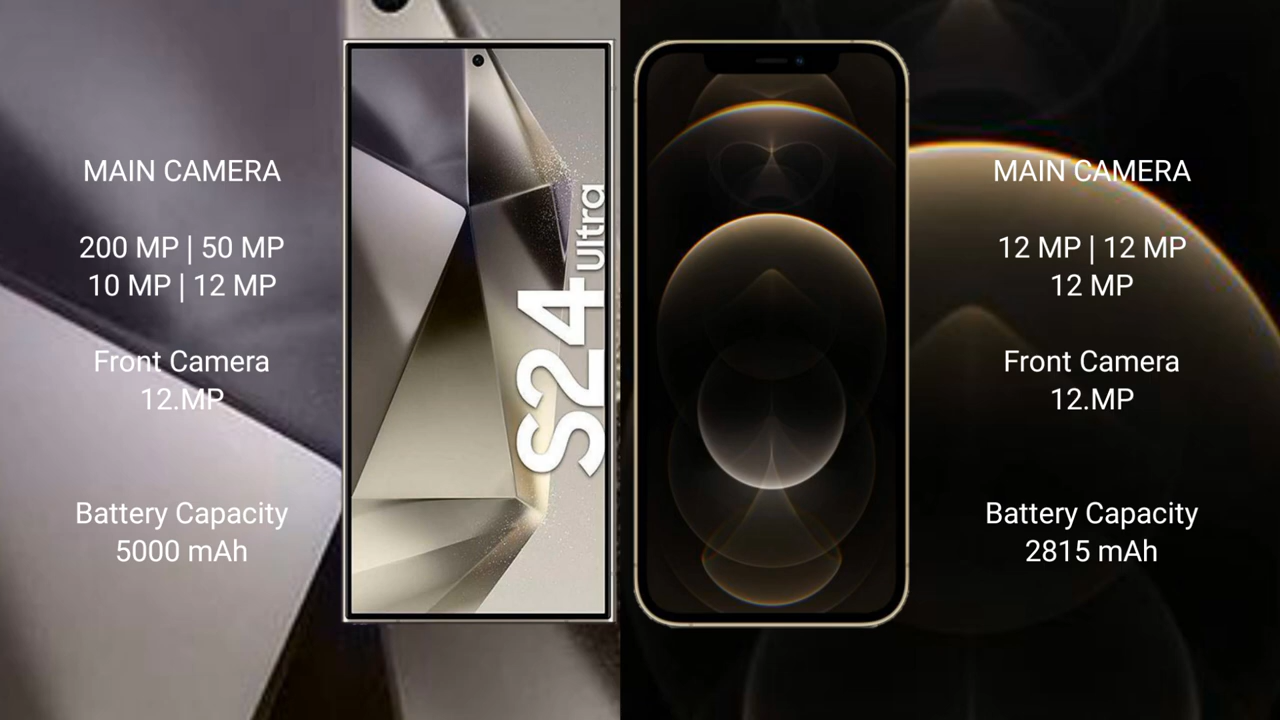 MAIN CAMERA
200 MP | 50 MP
10 MP | 12 MP
Front Camera
12.MP
Battery Capacity
5000 mAh
S24 Ultra
MAIN CAMERA
12 MP | 12 MP
12 MP
Front Camera
12.MP
Battery Capacity
2815 mAh